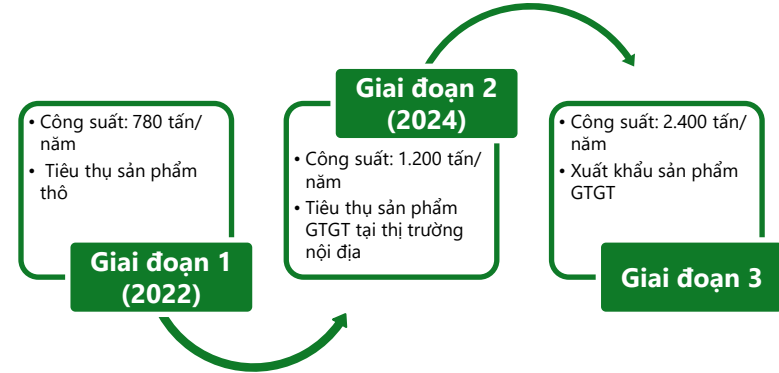 • Công suất: 780 tấn/
năm
• Tiêu thụ sản phẩm
thô
Giai đoạn 1
(2022)
Giai đoạn 2
(2024)
• Công suất: 1.200 tấn/
năm
• Tiêu thụ sản phẩm
GTGT tại thị trường
nội địa
• Công suất: 2.400 tấn/
năm
• Xuất khẩu sản phẩm
GTGT
Giai đoạn 3